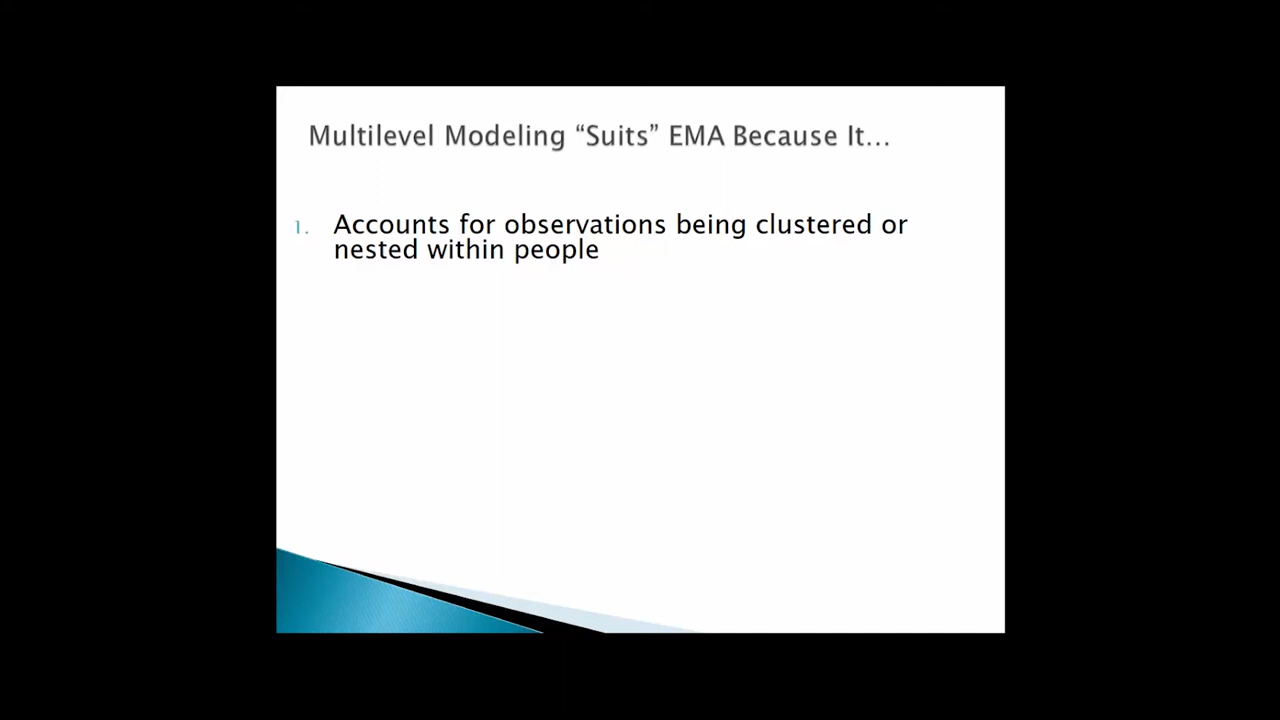 Multilevel Modeling “Suits” EMA Because It…
1. Accounts for observations being clustered or
nested within people